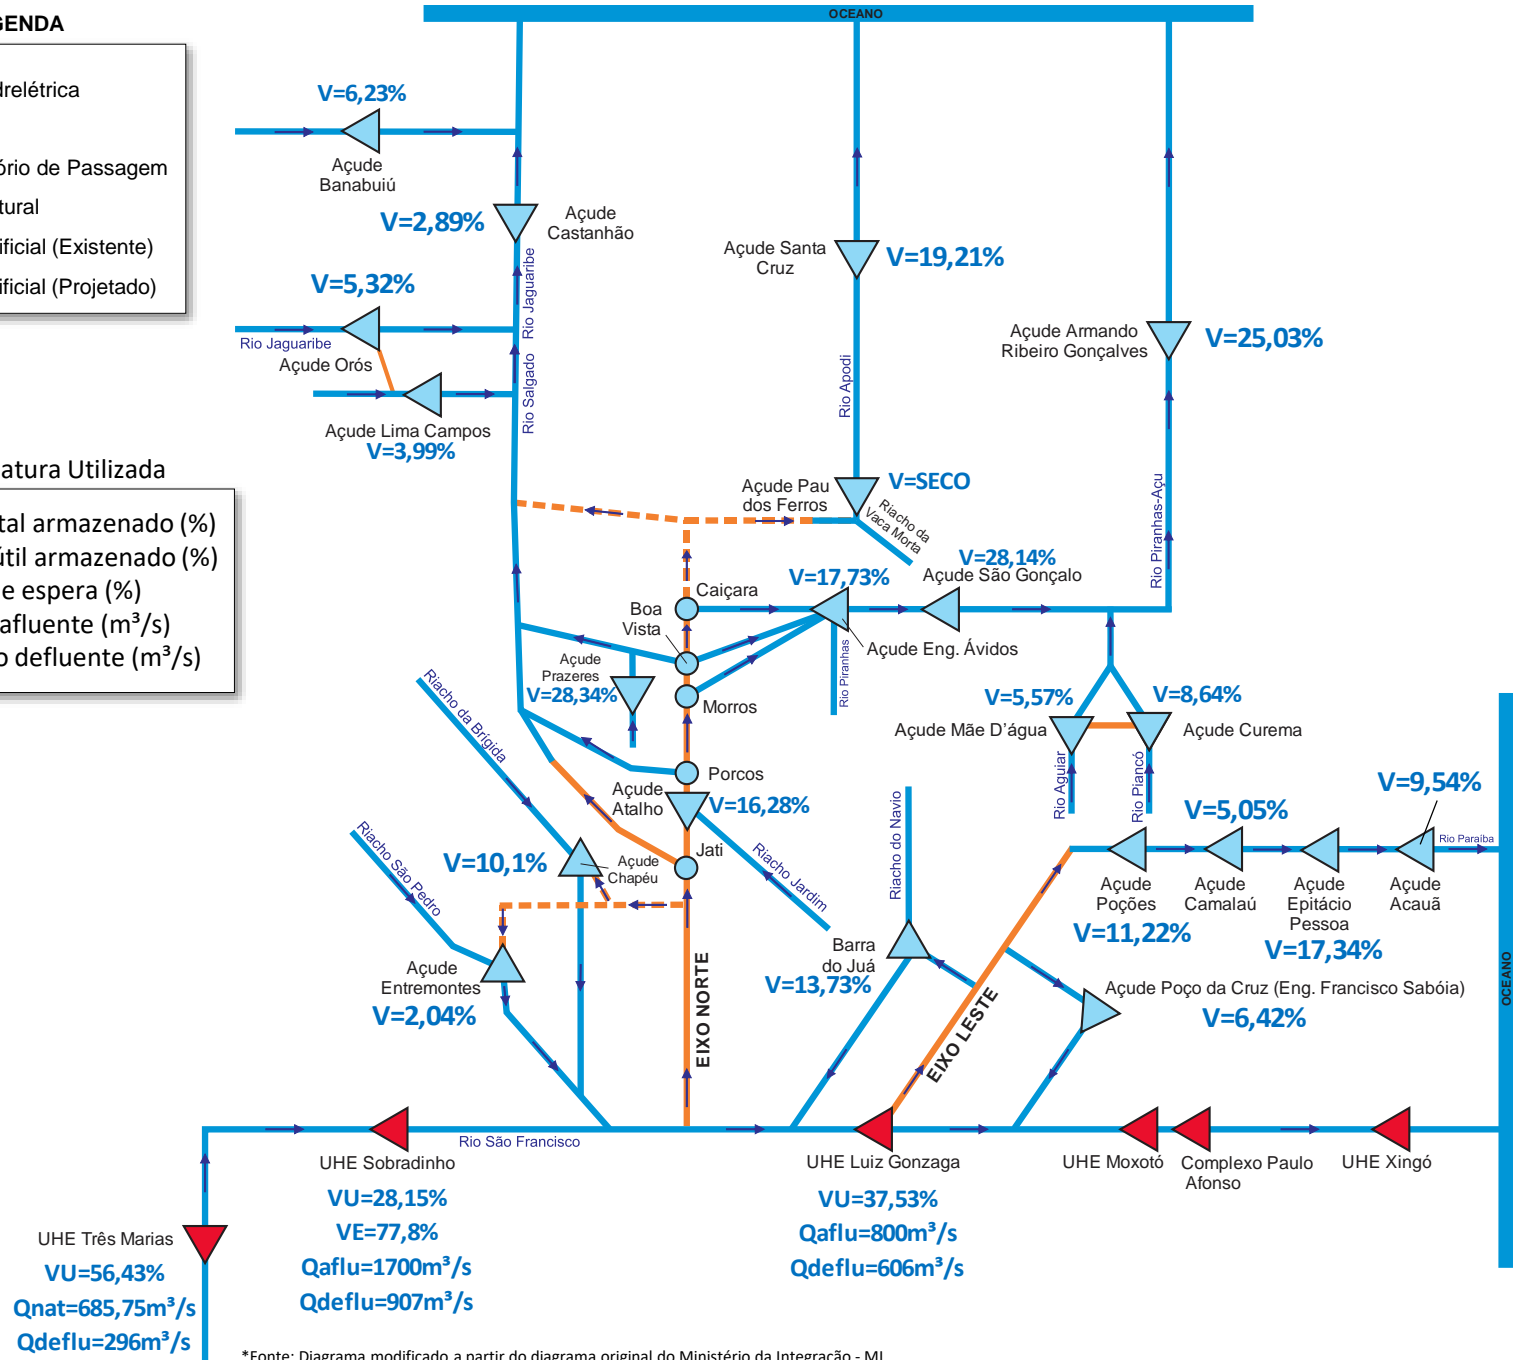 GENDA
drelétrica
ório de Passagem
tural
ificial (Existente)
ificial (Projetado)
atura Utilizada
tal armazenado (%)
útil armazenado (%)
e espera (%)
afluente (m³/s)
o defluente (m³/s)
OCEANO
V=6,23%
Açude
Banabuiú
V=2,89%
Açude
Castanhão
V=5,32%
Rio Jaguaribe
Açude Orós
Rio Jaguaribe
Rio Salgado
Açude Lima Campos
V=3,99%
Açude Santa
Cruz
V=19,21%
Rio Apodi
Açude Armando
Ribeiro Gonçalves
V=25,03%
Rio Piranhas-Açu
Açude Pau
dos Ferros
V=SECO
Riacho da
Vaca Morta
V=28,14%
Açude São Gonçalo
V=17,73%
Caiçara
Boa
Vista
Açude Eng. Ávidos
Rio Piranhas
Açude
Prazeres
V=28,34%
Morros
Riacho da Brígida
Porcos
Açude
Atalho
V=16,28%
V=5,57%
Açude Mãe D'água
V=8,64%
Açude Curema
Rio Aguiar
Rio Piancó
V=9,54%
V=5,05%
Rio Paraíba
Riacho São Pedro
V=10,1%
Açude
Chapéu
Jati
Riacho Jardim
Riacho do Navio
Açude
Poções
V=11,22%
Açude
Camalaú
Açude
Epitácio
Pessoa
V=17,34%
Açude
Acauã
Barra
do Juá
V=13,73%
Açude
Entremontes
V=2,04%
EIXO NORTE
EIXO LESTE
Açude Poço da Cruz (Eng. Francisco Sabóia)
V=6,42%
OCEANO
Rio São Francisco
UHE Sobradinho
VU=28,15%
VE=77,8%
Qaflu=1700m³/s
Qdeflu=907m³/s
UHE Luiz Gonzaga
VU=37,53%
Qaflu=800m³/s
Qdeflu=606m³/s
UHE Moxotó
Complexo Paulo
Afonso
UHE Xingó
UHE Três Marias
VU=56,43%
Qnat=685,75m³/s
Qdeflu=296m³/s
*Fonte: Diagrama modificado a partir do diagrama original do Ministério da Integração - MI